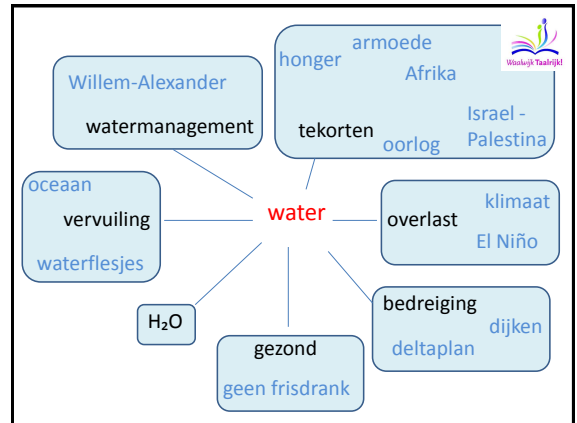 Waalwijk Taalrijk!
armoede
honger
Afrika
Israel -
Palestina
tekorten
oorlog
Willem-Alexander
watermanagement
oceaan
vervuiling
waterflesjes
water
klimaat
overlast
El Niño
H₂O
bedreiging
dijken
deltaplan
gezond
geen frisdrank